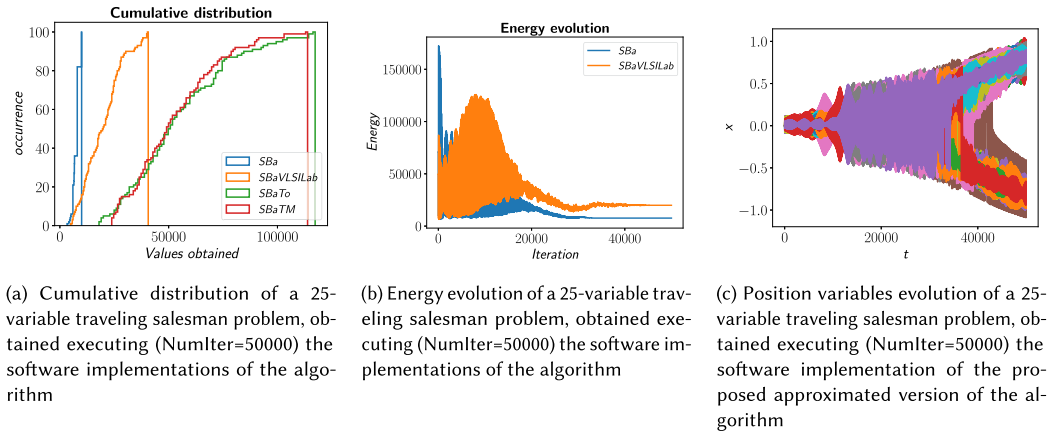 Cumulative distribution
occurrence
100
80
60
40
20
0
SBa
SBaVLSILab
SBaTo
SBaTM
0 50000 100000
Values obtained
Energy evolution
Energy
150000
100000
50000
0
SBa
SBaVLSILab
0 20000 40000
Iteration
x
1.0
0.5
0.0
−0.5
−1.0
0 20000 40000
t
(a) Cumulative distribution of a 25-
variable traveling salesman problem, ob-
tained executing (NumIter=50000) the
software implementations of the algo-
rithm
(b) Energy evolution of a 25-variable trav-
eling salesman problem, obtained exe-
cuting (NumIter=50000) the software im-
plementations of the algorithm
(c) Position variables evolution of a 25-
variable traveling salesman problem, ob-
tained executing (NumIter=50000) the
software implementation of the pro-
posed approximated version of the al-
gorithm